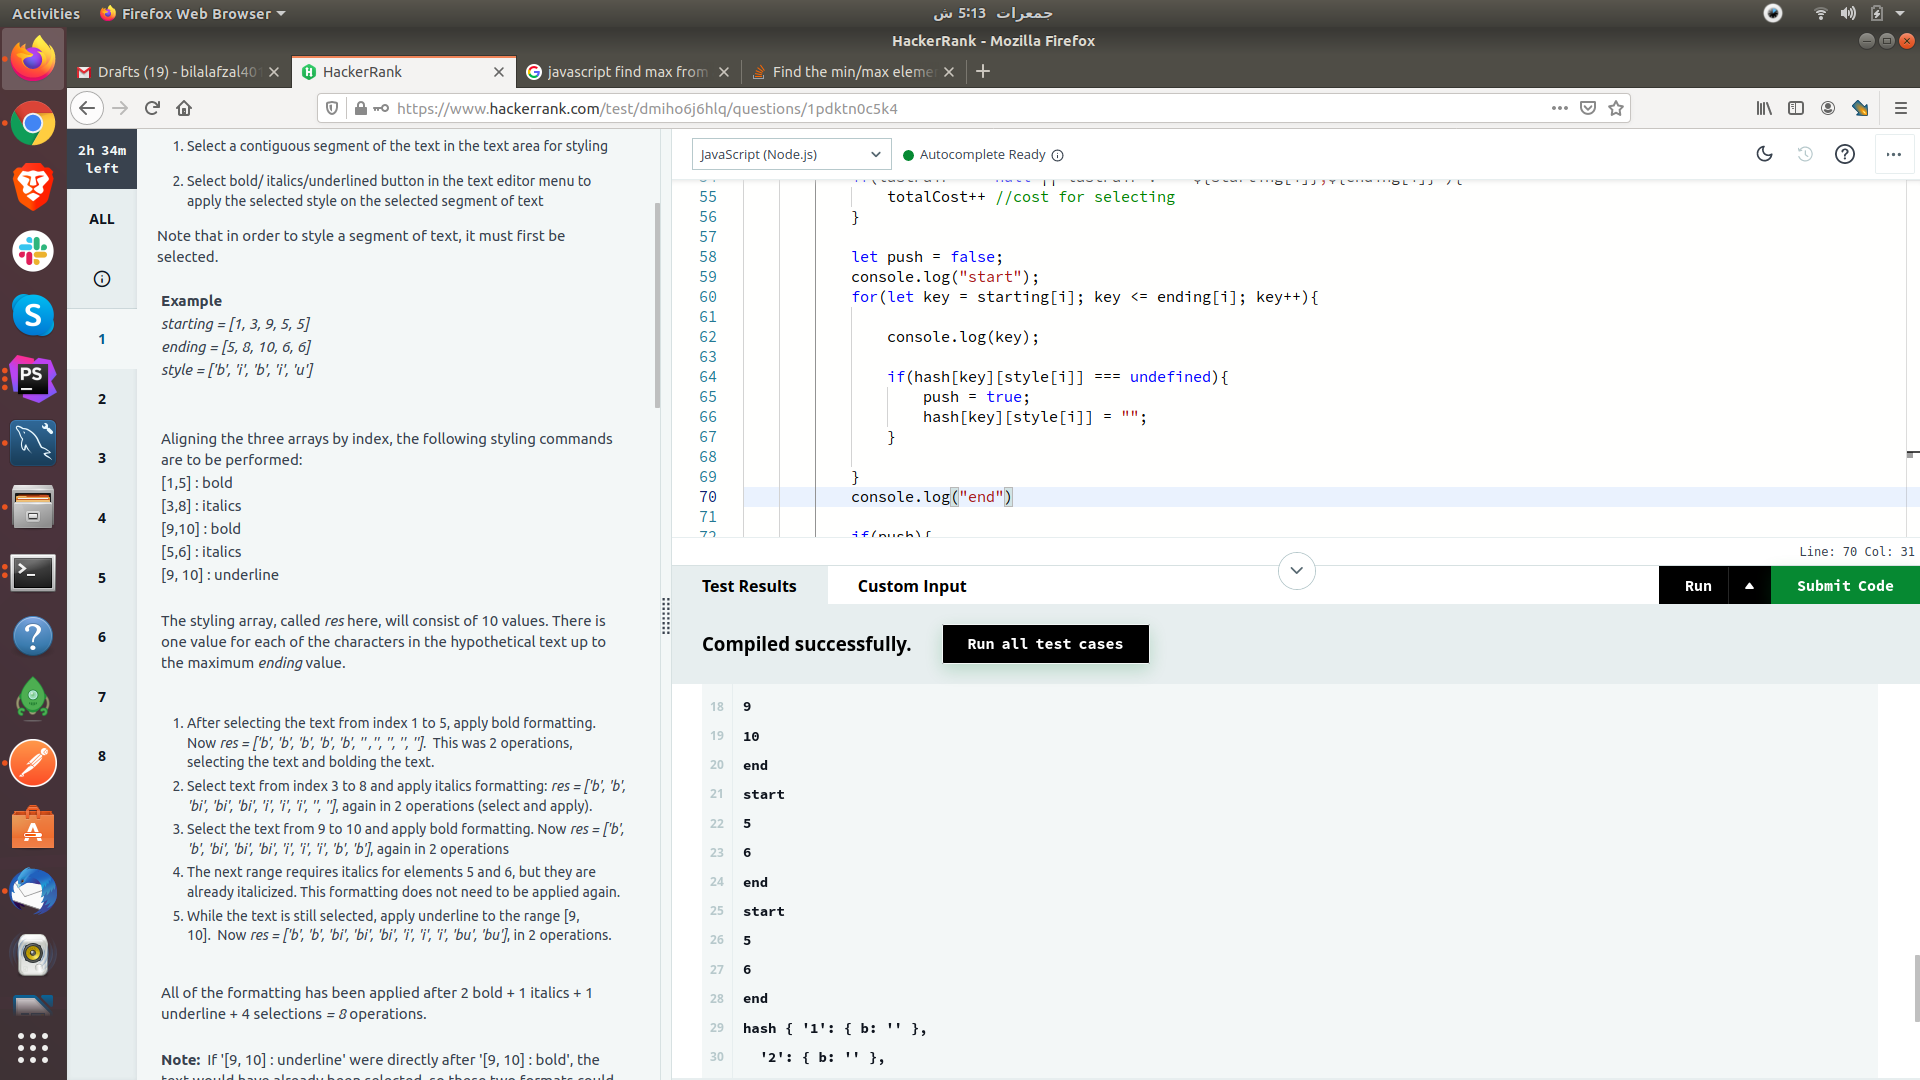 Activities
Firefox Web Browser
جمعرات 5:13 ش
HackerRank - Mozilla Firefox
Drafts (19) - bilalafzal401
HackerRank
javascript find max from
Find the min/max eleme
https://www.hackerrank.com/test/dmiho6j6hlq/questions/1pdktn0c5k4
2h 34m
left
ALL
1
2
3
4
5
6
7
8
1. Select a contiguous segment of the text in the text area for styling
2. Select bold/ italics/underlined button in the text editor menu to
apply the selected style on the selected segment of text
Note that in order to style a segment of text, it must first be
selected.
Example
starting = [1, 3, 9, 5, 5]
ending = [5, 8, 10, 6, 6]
style = ['b', 'i', 'b', 'i', 'u']
Aligning the three arrays by index, the following styling commands
are to be performed:
[1,5] : bold
[3,8] : italics
[9,10] : bold
[5,6] : italics
[9, 10] : underline
The styling array, called res here, will consist of 10 values. There is
one value for each of the characters in the hypothetical text up to
the maximum ending value.
1. After selecting the text from index 1 to 5, apply bold formatting.
Now res = ['b', 'b', 'b', 'b', 'b', '' ,'', '', '', '']. This was 2 operations,
selecting the text and bolding the text.
2. Select text from index 3 to 8 and apply italics formatting: res = ['b', 'b',
'bi', 'bi', 'bi', 'i', 'i', 'i', '', ''], again in 2 operations (select and apply).
3. Select the text from 9 to 10 and apply bold formatting. Now res = ['b',
'b', 'bi', 'bi', 'bi', 'i', 'i', 'i', 'b', 'b'], again in 2 operations
4. The next range requires italics for elements 5 and 6, but they are
already italicized. This formatting does not need to be applied again.
5. While the text is still selected, apply underline to the range [9,
10]. Now res = ['b', 'b', 'bi', 'bi', 'bi', 'i', 'i', 'i', 'bu', 'bu'], in 2 operations.
All of the formatting has been applied after 2 bold + 1 italics + 1
underline + 4 selections = 8 operations.
Note: If '[9, 10] : underline' were directly after '[9, 10] : bold', the
JavaScript (Node.js)
Autocomplete Ready
55 totalCost++ //cost for selecting
56 }
57
58 let push = false;
59 console.log("start");
60 for(let key = starting[i]; key <= ending[i]; key++){
61
62 console.log(key);
63
64 if(hash[key][style[i]] === undefined){
65 push = true;
66 hash[key][style[i]] = "";
67 }
68
69 }
70 console.log("end")
71
72 if(push){
Line: 70 Col: 31
Test Results
Custom Input
Run
Submit Code
Compiled successfully.
Run all test cases
18 9
19 10
20 end
21 start
22 5
23 6
24 end
25 start
26 5
27 6
28 end
29 hash { '1': { b: '' },
30 '2': { b: '' },
PS